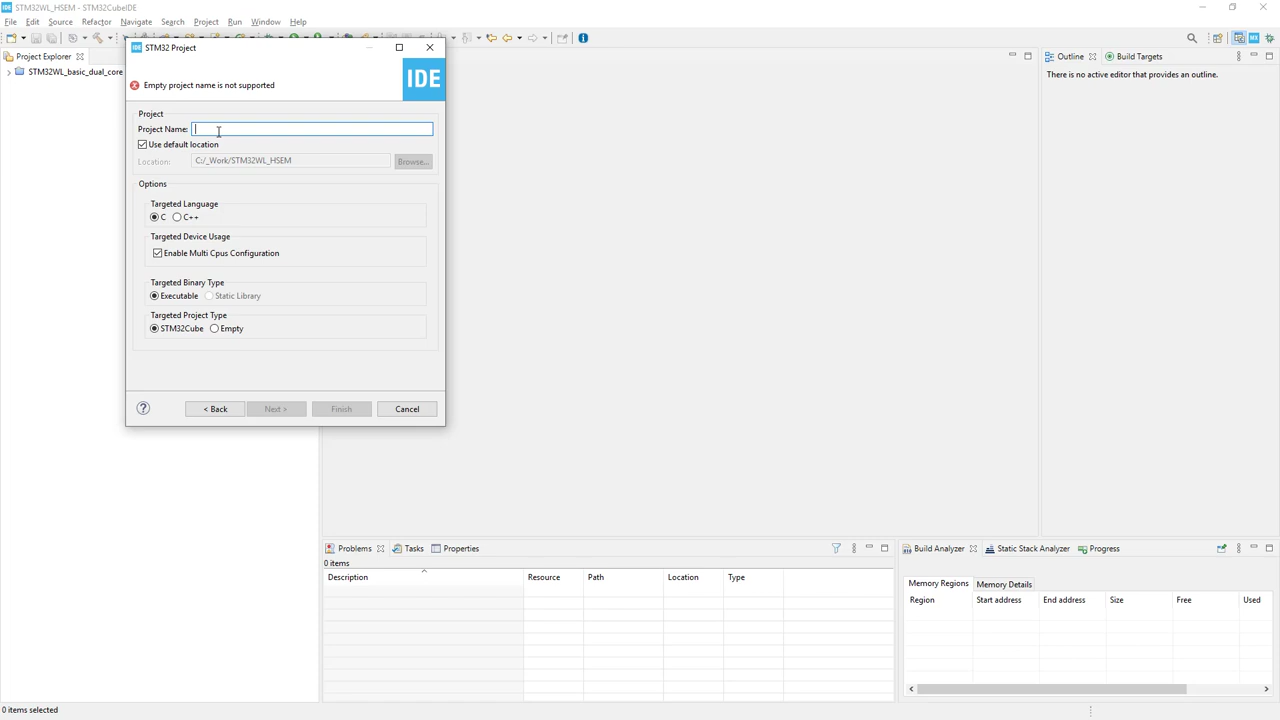 STM32WL_HSEM - STM32CubeIDE
File Edit Source Refactor Navigate Search Project Run Window Help
Project Explorer
STM32WL_basic_dual_core
STM32 Project
Empty project name is not supported
IDE
Project
Project Name:
Use default location
Location: C:/_Work/STM32WL_HSEM Browse...
Options
Targeted Language
C C++
Targeted Device Usage
Enable Multi Cpus Configuration
Targeted Binary Type
Executable Static Library
Targeted Project Type
STM32Cube Empty
? < Back Next > Finish Cancel
Outline Build Targets
There is no active editor that provides an outline.
Problems Tasks Properties
0 items
Description Resource Path Location Type
Build Analyzer Static Stack Analyzer Progress
Memory Regions Memory Details
Region Start address End address Size Free Used
0 items selected